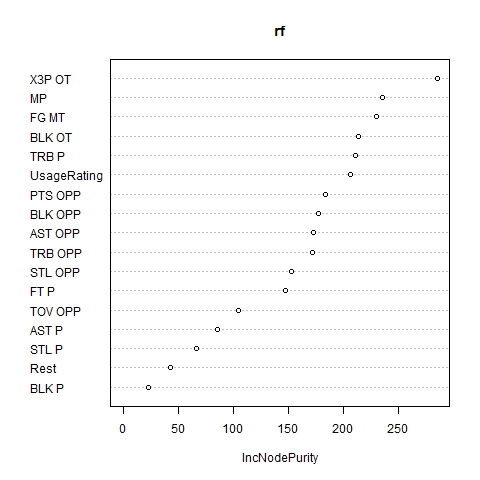 rf
X3P OT
MP
FG MT
BLK OT
TRB P
UsageRating
PTS OPP
BLK OPP
AST OPP
TRB OPP
STL OPP
FT P
TOV OPP
AST P
STL P
Rest
BLK P
0 50 100 150 200 250
IncNodePurity